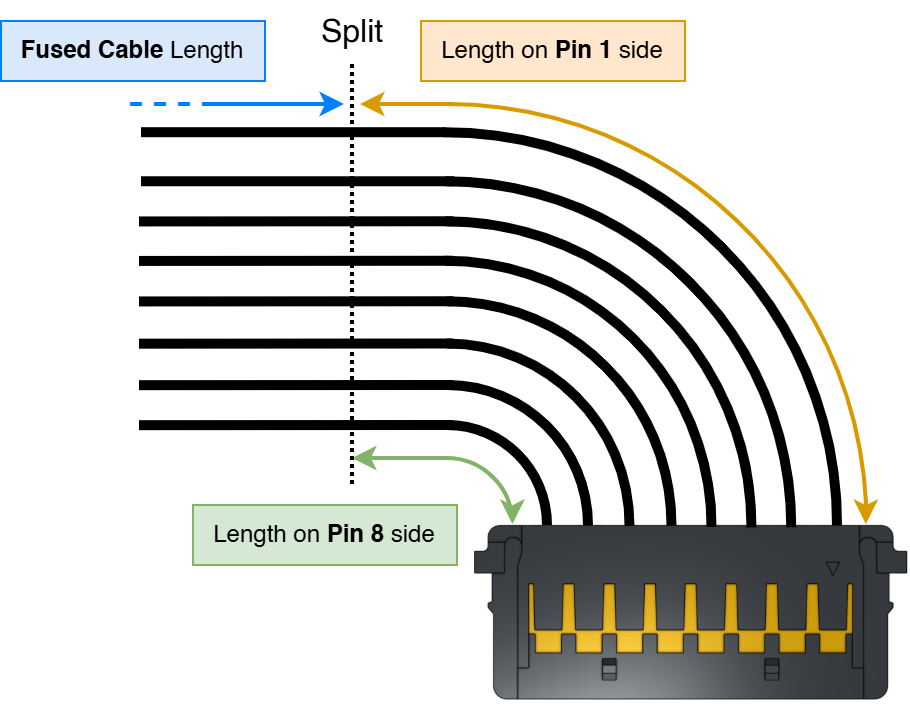 Split
Fused Cable Length
Length on Pin 1 side
Length on Pin 8 side